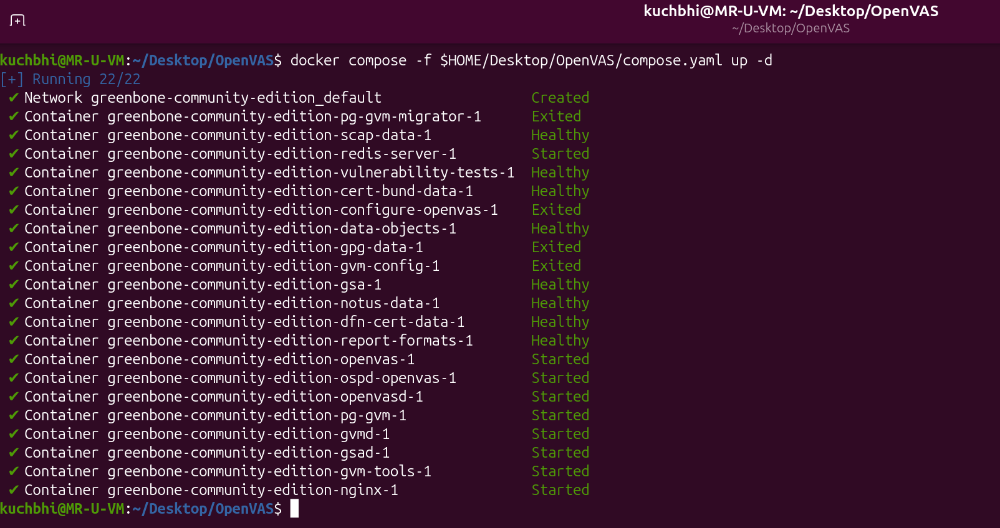 kuchbhi@MR-U-VM: ~/Desktop/OpenVAS
~/Desktop/OpenVAS
kuchbhi@MR-U-VM:~/Desktop/OpenVAS$ docker compose -f $HOME/Desktop/OpenVAS/compose.yaml up -d
[+] Running 22/22
✔ Network greenbone-community-edition_default Created
✔ Container greenbone-community-edition-pg-gvm-migrator-1 Exited
✔ Container greenbone-community-edition-scap-data-1 Healthy
✔ Container greenbone-community-edition-redis-server-1 Started
✔ Container greenbone-community-edition-vulnerability-tests-1 Healthy
✔ Container greenbone-community-edition-cert-bund-data-1 Healthy
✔ Container greenbone-community-edition-configure-openvas-1 Exited
✔ Container greenbone-community-edition-data-objects-1 Healthy
✔ Container greenbone-community-edition-gpg-data-1 Exited
✔ Container greenbone-community-edition-gvm-config-1 Exited
✔ Container greenbone-community-edition-gsa-1 Healthy
✔ Container greenbone-community-edition-notus-data-1 Healthy
✔ Container greenbone-community-edition-dfn-cert-data-1 Healthy
✔ Container greenbone-community-edition-report-formats-1 Healthy
✔ Container greenbone-community-edition-openvas-1 Started
✔ Container greenbone-community-edition-ospd-openvas-1 Started
✔ Container greenbone-community-edition-openvasd-1 Started
✔ Container greenbone-community-edition-pg-gvm-1 Started
✔ Container greenbone-community-edition-gvmd-1 Started
✔ Container greenbone-community-edition-gsad-1 Started
✔ Container greenbone-community-edition-gvm-tools-1 Started
✔ Container greenbone-community-edition-nginx-1 Started
kuchbhi@MR-U-VM:~/Desktop/OpenVAS$